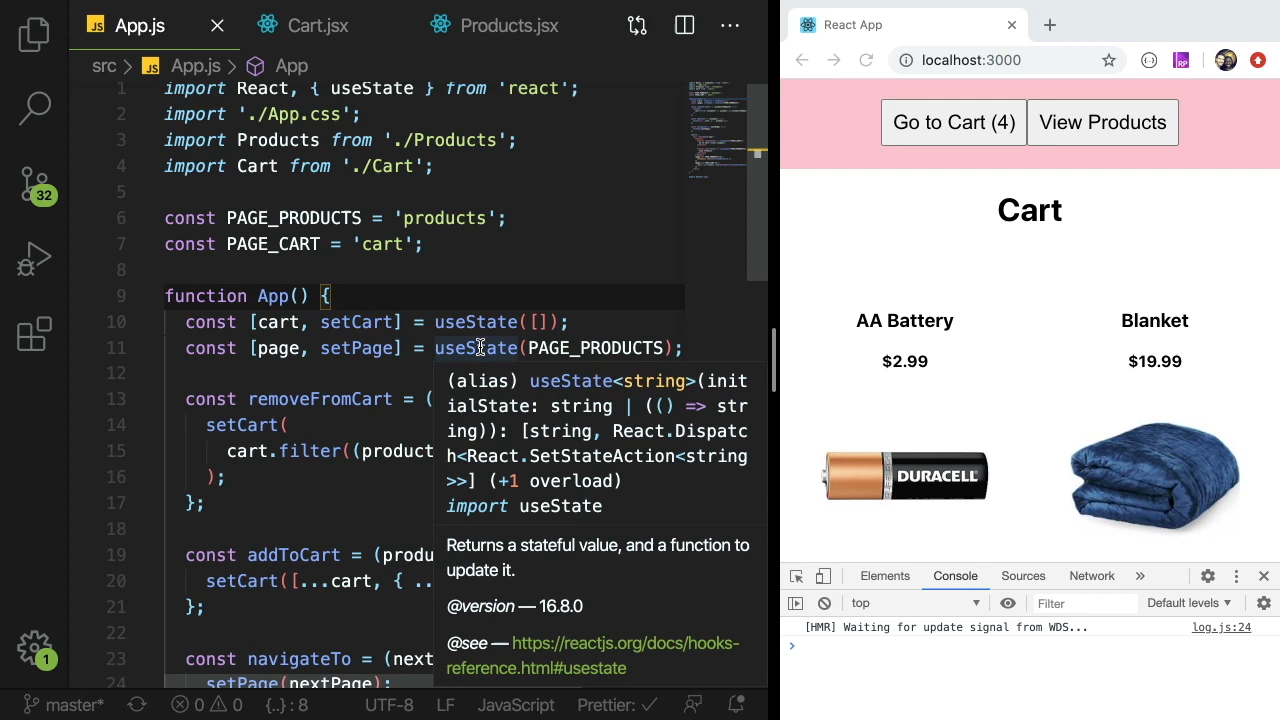 App.js
Cart.jsx
Products.jsx
src > App.js > App
1 import React, { useState } from 'react';
2 import './App.css';
3 import Products from './Products';
4 import Cart from './Cart';
5
6 const PAGE_PRODUCTS = 'products';
7 const PAGE_CART = 'cart';
8
9 function App() {
10 const [cart, setCart] = useState([]);
11 const [page, setPage] = useState(PAGE_PRODUCTS);
12
13 const removeFromCart = (
14 setCart(
15 cart.filter((product
16 );
17 };
18
19 const addToCart = (produ
20 setCart([...cart, { ..
21 };
22
23 const navigateTo = (next
24 setPage(nextPage);
(alias) useState<string>(init
ialState: string | (() => str
ing)): [string, React.Dispatc
h<React.SetStateAction<string
>>] (+1 overload)
import useState
Returns a stateful value, and a function to
update it.
@version — 16.8.0
@see — https://reactjs.org/docs/hooks-
reference.html#usestate
32
1
master* 0 0 {..} : 8 UTF-8 LF JavaScript Prettier: ✓
React App
localhost:3000
RP
Go to Cart (4) View Products
Cart
AA Battery
$2.99
DURACELL
Blanket
$19.99
Elements Console Sources Network »
top Filter Default levels ▼
[HMR] Waiting for update signal from WDS... log.js:24